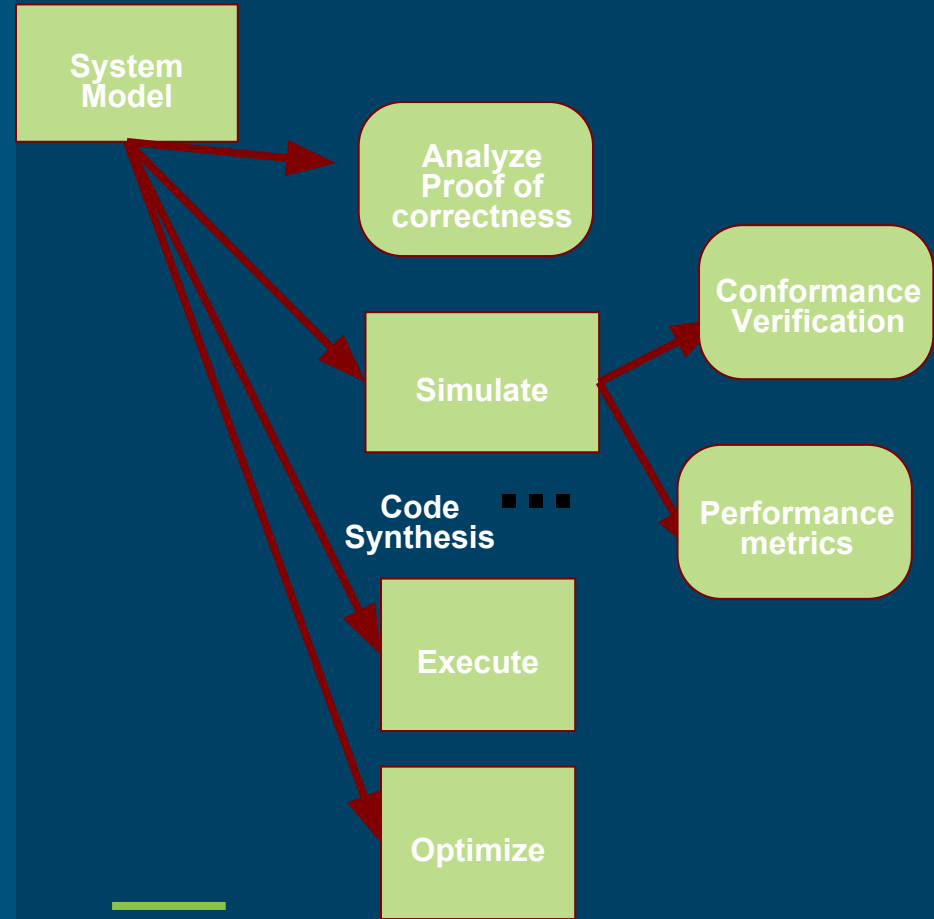 System
Model
Analyze
Proof of
correctness
Conformance
Verification
Simulate
Code
Synthesis
Performance
metrics
Execute
Optimize